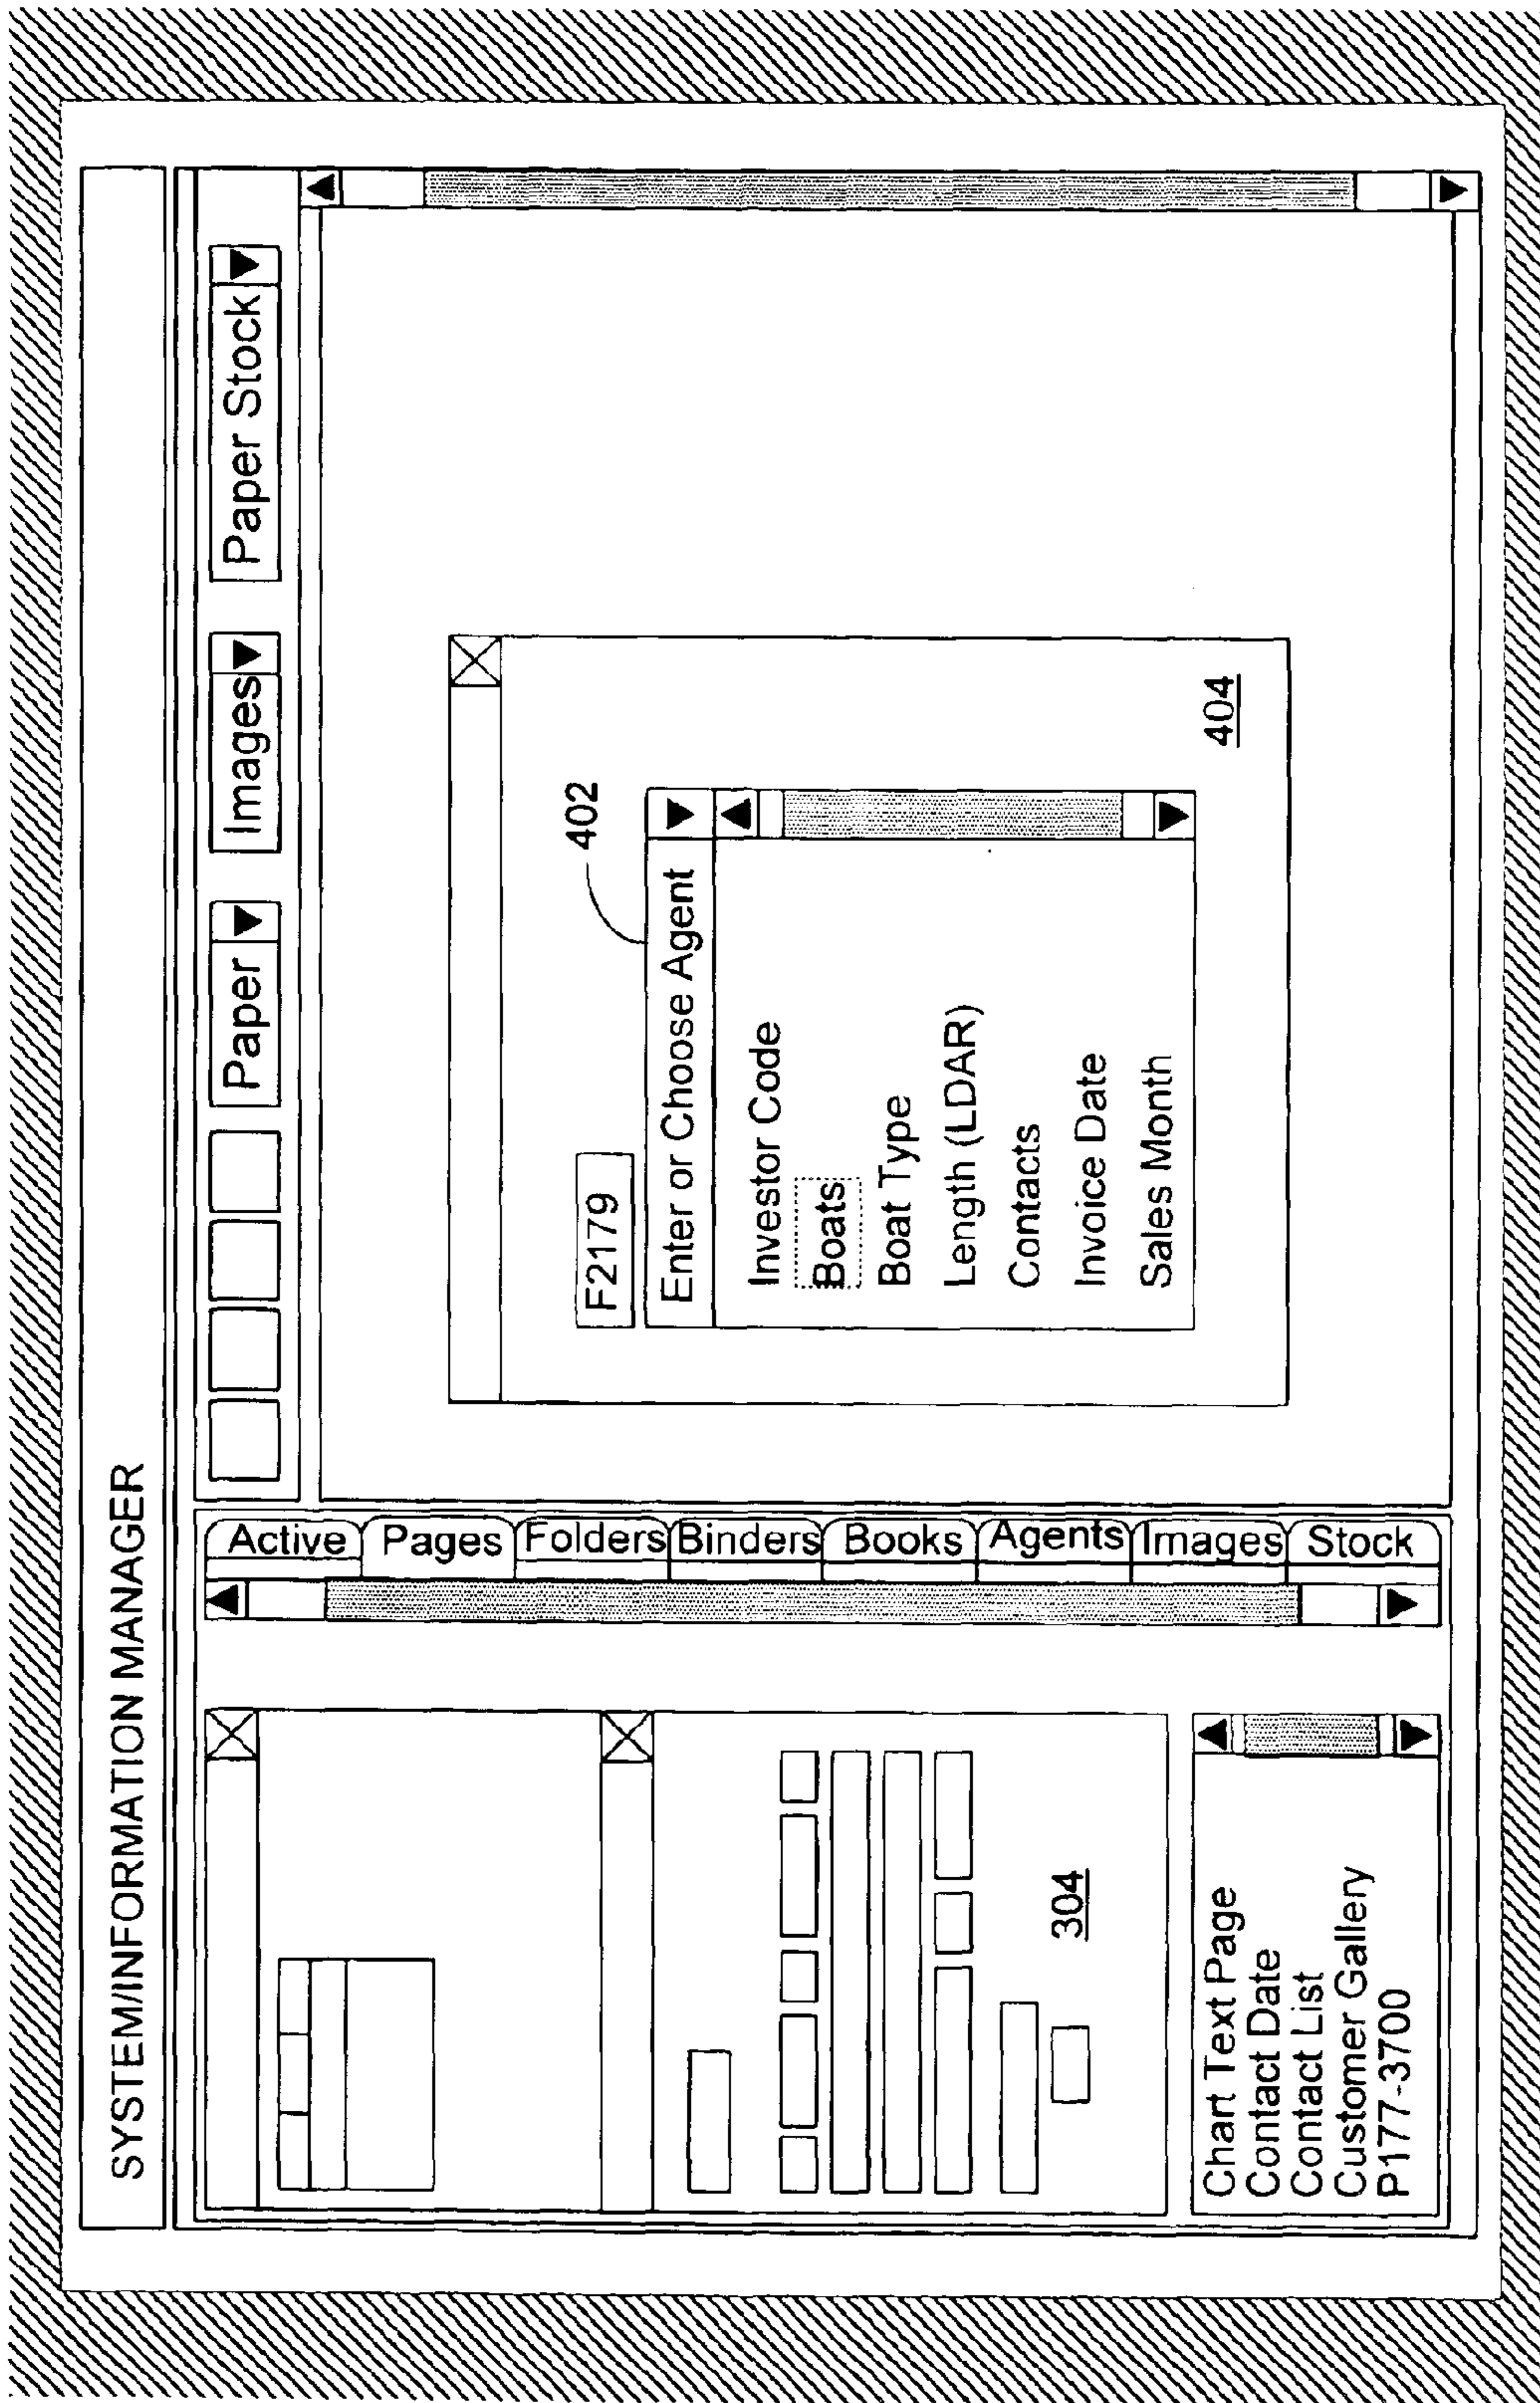 SYSTEM/INFORMATION MANAGER
Paper
Images
Paper Stock
Active
Pages
Folders
Binders
Books
Agents
Images
Stock
304
Chart Text Page
Contact Date
Contact List
Customer Gallery
P177-3700
F2179
402
Enter or Choose Agent
Investor Code
Boats
Boat Type
Length (LDAR)
Contacts
Invoice Date
Sales Month
404